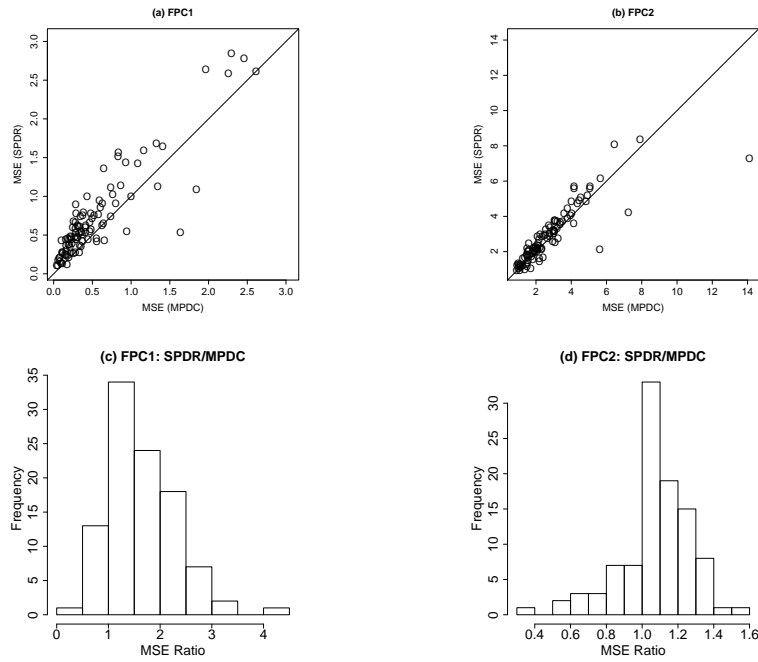 (a) FPC1
MSE (SPDR)
3.0
2.5
2.0
1.5
1.0
0.5
0.0
0.0 0.5 1.0 1.5 2.0 2.5 3.0
MSE (MPDC)
(b) FPC2
MSE (SPDR)
14
12
10
8
6
4
2
2 4 6 8 10 12 14
MSE (MPDC)
(c) FPC1: SPDR/MPDC
Frequency
35
30
25
20
15
10
5
0
0 1 2 3 4
MSE Ratio
(d) FPC2: SPDR/MPDC
Frequency
30
25
20
15
10
5
0
0.4 0.6 0.8 1.0 1.2 1.4 1.6
MSE Ratio